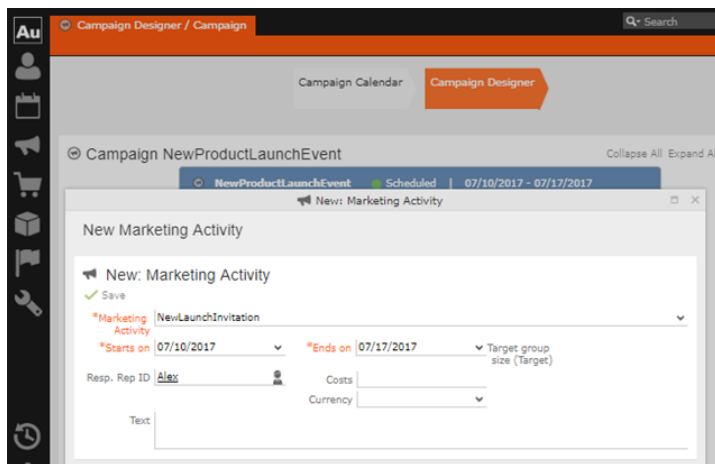 Au
Campaign Designer / Campaign
Search
Campaign Calendar
Campaign Designer
Campaign NewProductLaunchEvent
Collapse All Expand Al
NewProductLaunchEvent Scheduled | 07/10/2017 - 07/17/2017
New: Marketing Activity
New Marketing Activity
New: Marketing Activity
Save
*Marketing Activity NewLaunchInvitation
*Starts on 07/10/2017 *Ends on 07/17/2017 Target group size (Target)
Resp. Rep ID Alex Costs
Currency
Text